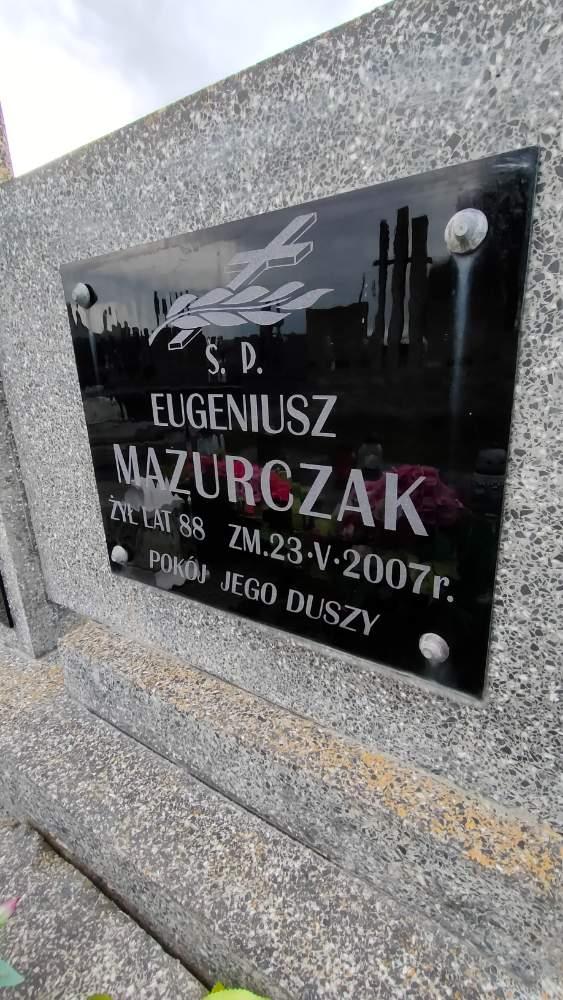 Ś. P.
EUGENIUSZ
MAZURCZAK
ŻYŁ LAT 88 ZM.23·V·2007r.
POKÓJ JEGO DUSZY